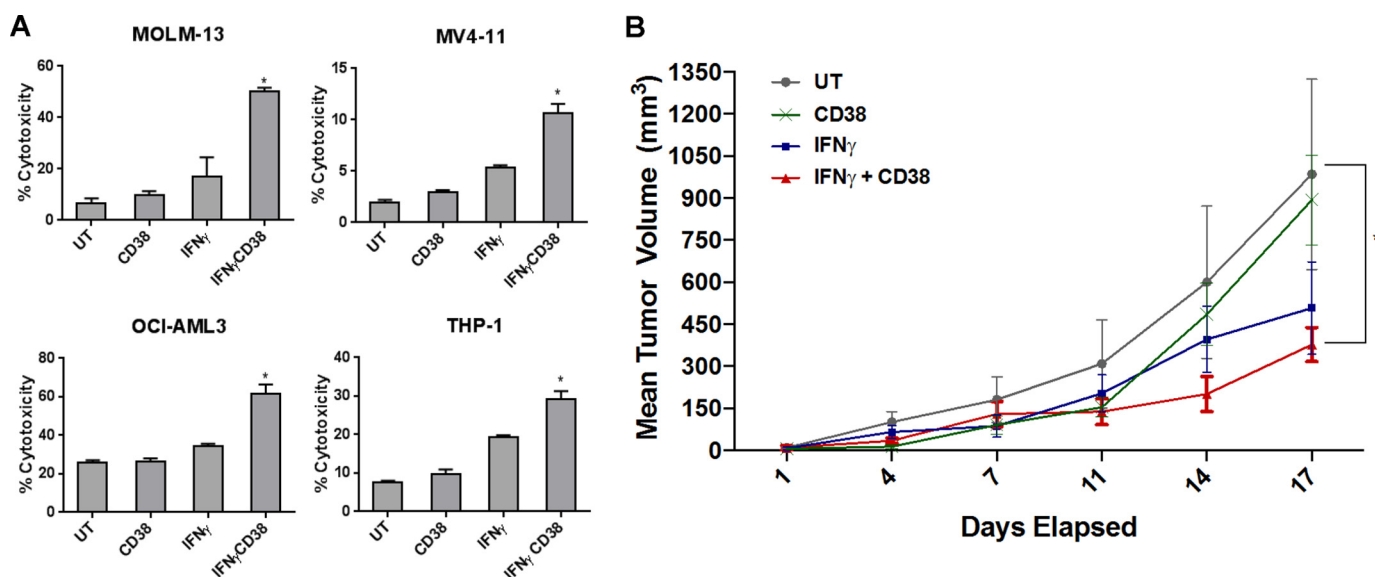 A
MOLM-13
% Cytotoxicity
60
40
20
0
UT
CD38
IFNγ
IFNγCD38
*
MV4-11
% Cytotoxicity
15
10
5
0
UT
CD38
IFNγ
IFNγCD38
*
OCI-AML3
% Cytotoxicity
80
60
40
20
0
UT
CD38
IFNγ
IFNγCD38
*
THP-1
% Cytotoxicity
40
30
20
10
0
UT
CD38
IFNγ
IFNγ CD38
*
B
Mean Tumor Volume (mm³)
1350
1200
1050
900
750
600
450
300
150
0
UT
CD38
IFNγ
IFNγ + CD38
*
1
4
7
11
14
17
Days Elapsed